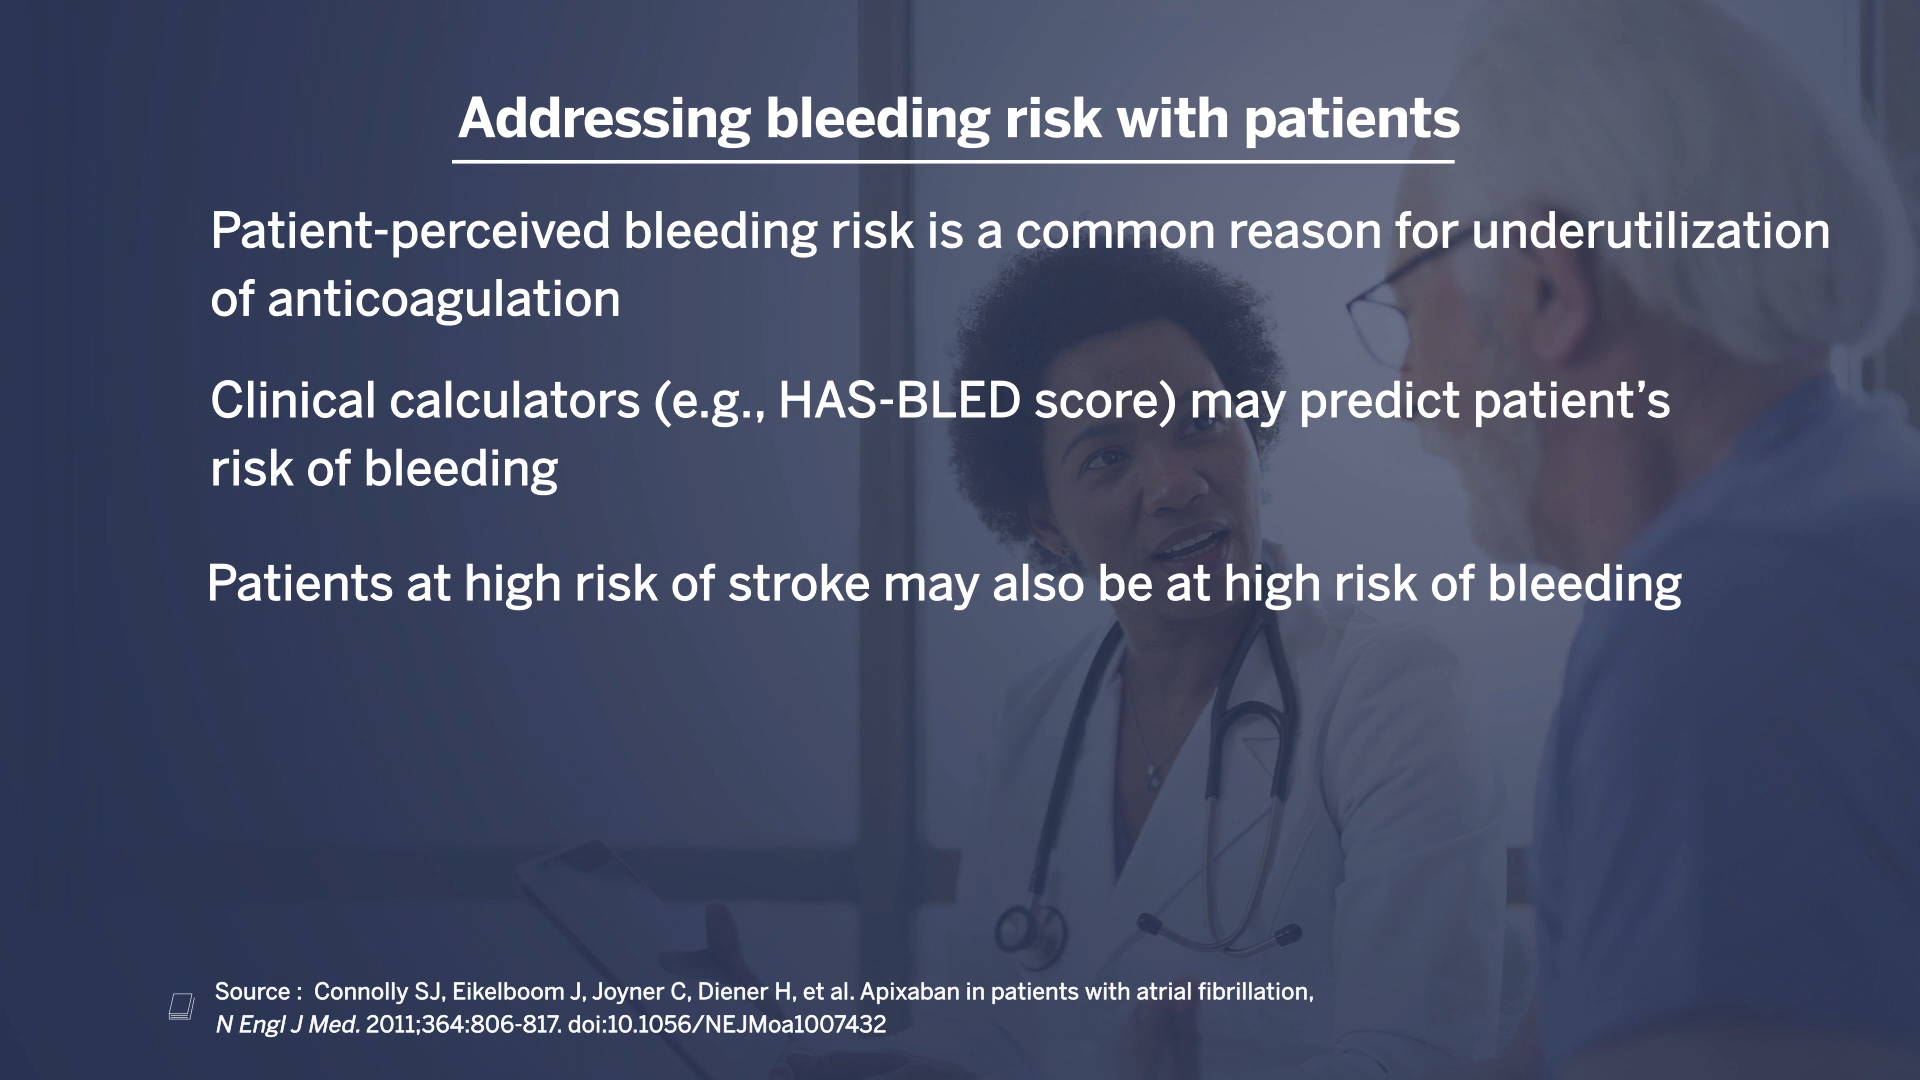 Addressing bleeding risk with patients
Patient-perceived bleeding risk is a common reason for underutilization
of anticoagulation
Clinical calculators (e.g., HAS-BLED score) may predict patient’s
risk of bleeding
Patients at high risk of stroke may also be at high risk of bleeding
Source : Connolly SJ, Eikelboom J, Joyner C, Diener H, et al. Apixaban in patients with atrial fibrillation,
N Engl J Med. 2011;364:806-817. doi:10.1056/NEJMoa1007432